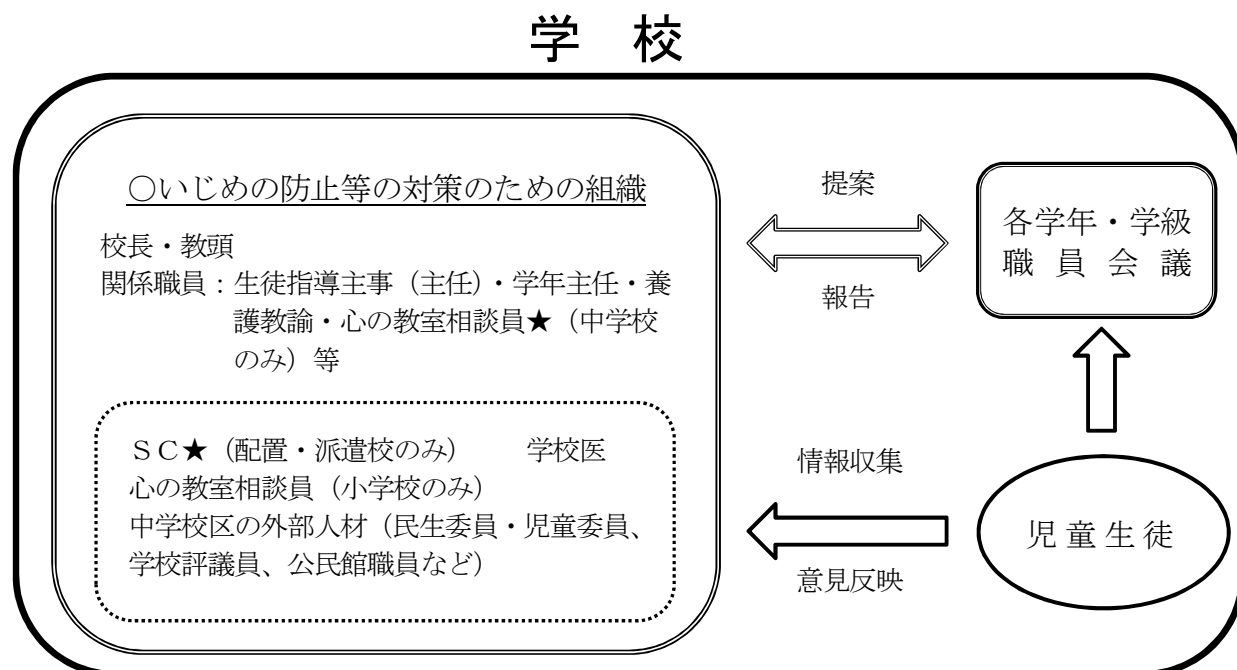 学 校
○いじめの防止等の対策のための組織
校長・教頭
関係職員：生徒指導主事（主任）・学年主任・養
護教諭・心の教室相談員★（中学校
のみ）等
ＳＣ★（配置・派遣校のみ）　学校医
心の教室相談員（小学校のみ）
中学校区の外部人材（民生委員・児童委員、
学校評議員、公民館職員など）
提案
報告
各学年・学級
職 員 会 議
情報収集
意見反映
児 童 生 徒